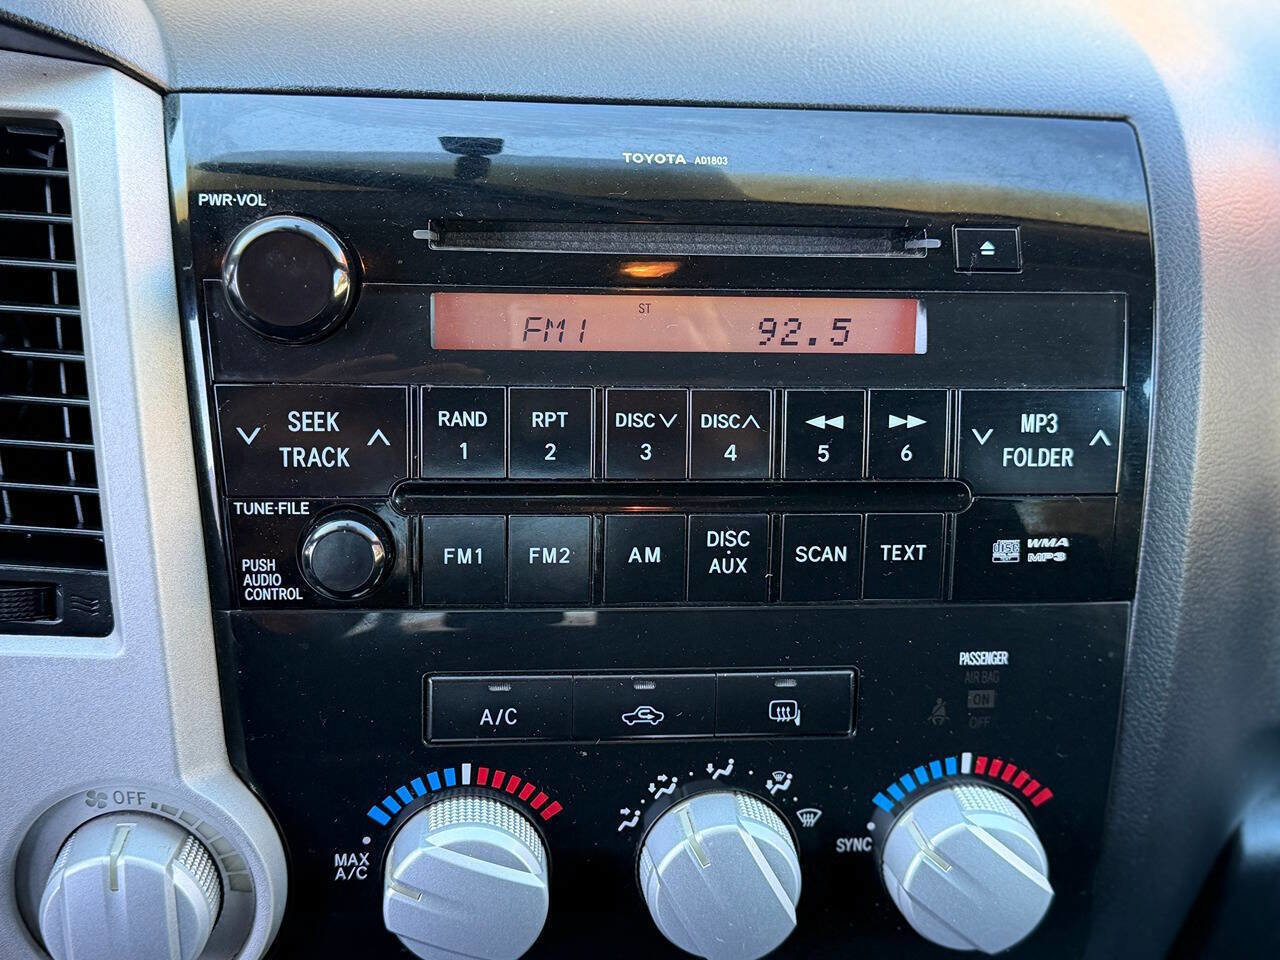 TOYOTA AD1803
PWR·VOL
ST
FM1 92.5
SEEK
TRACK
RAND
1
RPT
2
DISC
3
DISC
4
5
6
MP3
FOLDER
TUNE·FILE
PUSH
AUDIO
CONTROL
FM1
FM2
AM
DISC
AUX
SCAN
TEXT
disc
WMA
MP3
A/C
PASSENGER
AIR BAG
ON
OFF
OFF
MAX
A/C
SYNC